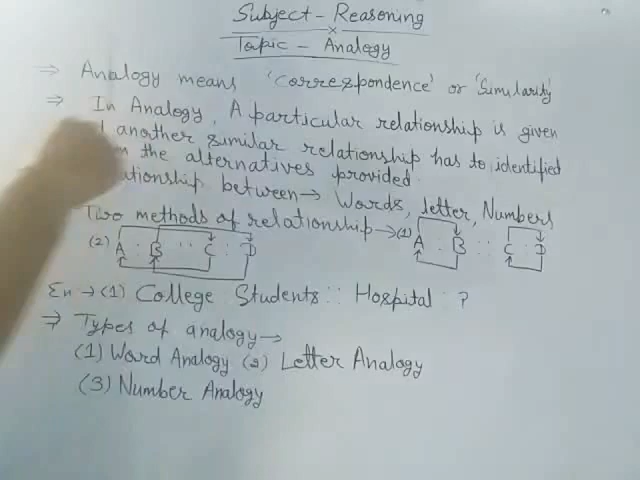 Subject - Reasoning
×
Topic - Analogy
⇒ Analogy means 'Correspondence' or 'Similarity
⇒ In Analogy, A particular relationship is given
another similar relationship has to identified
the alternatives provided.
between → Words, letter, Numbers
Two methods of relationship → (1) A : B :: C : D
(2) A : B :: C : D
En → (1) College Students :: Hospital : ?
⇒ Types of analogy →
(1) Word Analogy (2) Letter Analogy
(3) Number Analogy